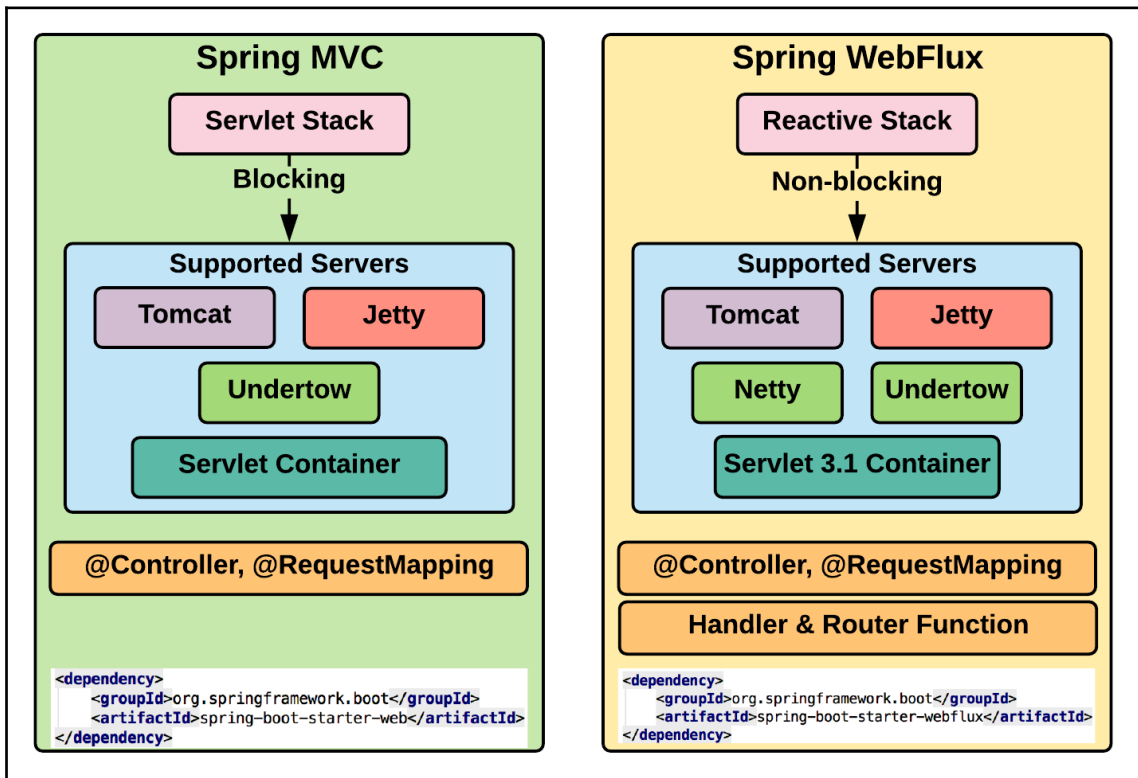 Spring MVC
Servlet Stack
Blocking
Supported Servers
Tomcat
Jetty
Undertow
Servlet Container
@Controller, @RequestMapping
<dependency>
<groupId>org.springframework.boot</groupId>
<artifactId>spring-boot-starter-web</artifactId>
</dependency>
Spring WebFlux
Reactive Stack
Non-blocking
Supported Servers
Tomcat
Jetty
Netty
Undertow
Servlet 3.1 Container
@Controller, @RequestMapping
Handler & Router Function
<dependency>
<groupId>org.springframework.boot</groupId>
<artifactId>spring-boot-starter-webflux</artifactId>
</dependency>